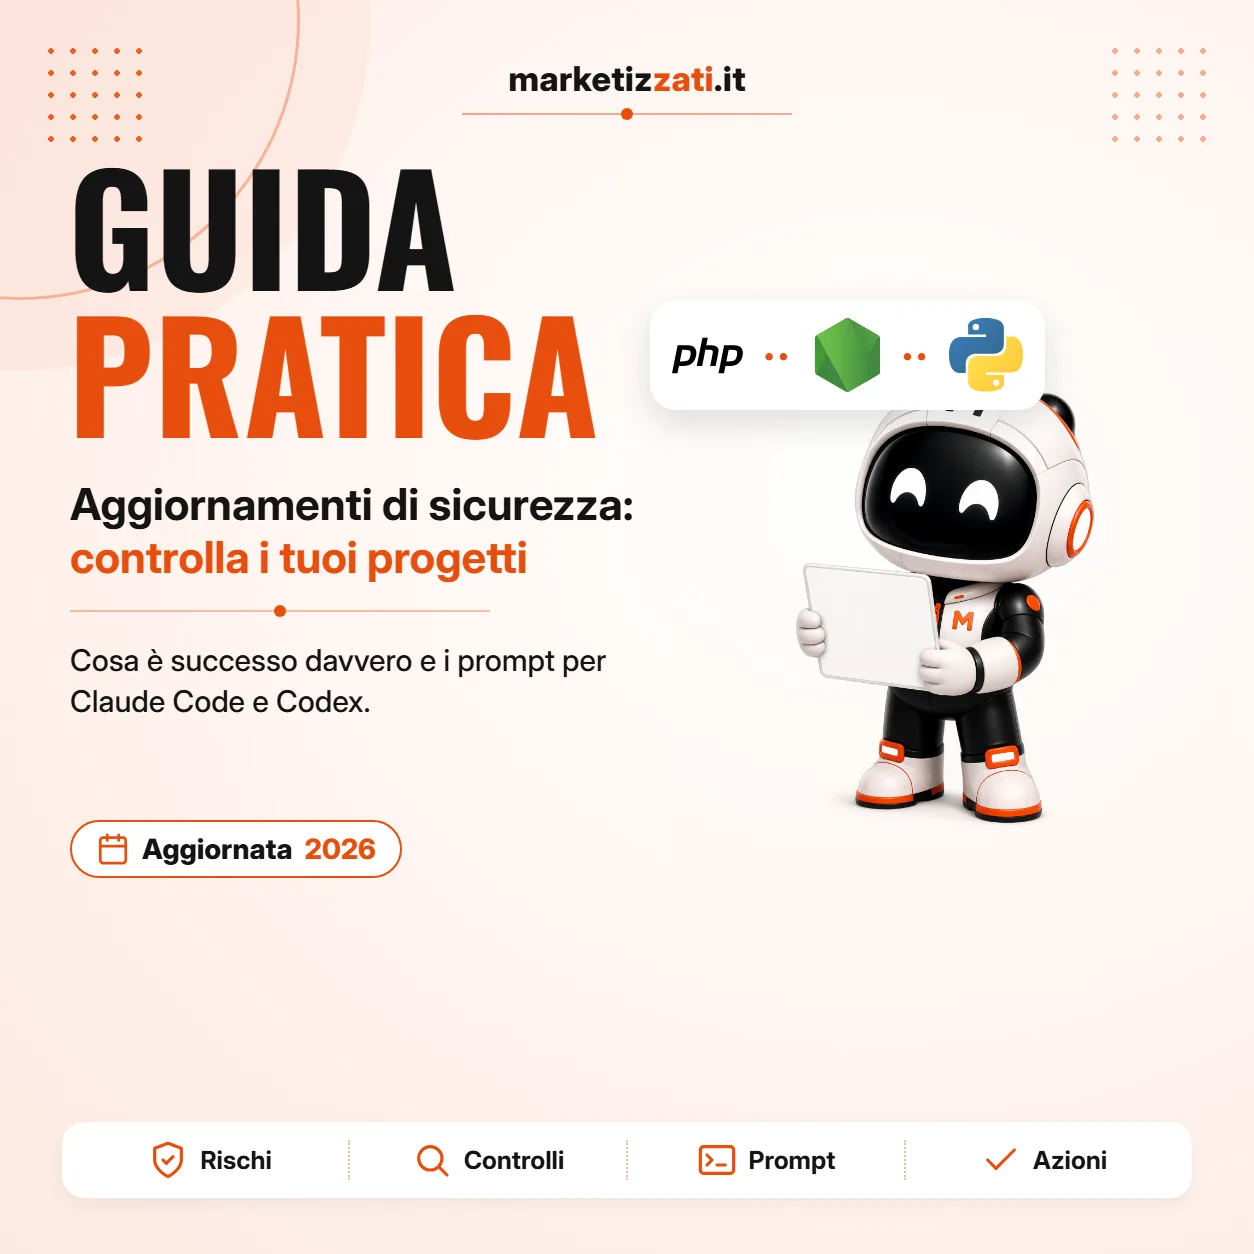 marketizzati.it
GUIDA
PRATICA
php
Aggiornamenti di sicurezza:
controlla i tuoi progetti
M
Cosa è successo davvero e i prompt per
Claude Code e Codex.
Aggiornata 2026
Rischi
Controlli
Prompt
Azioni